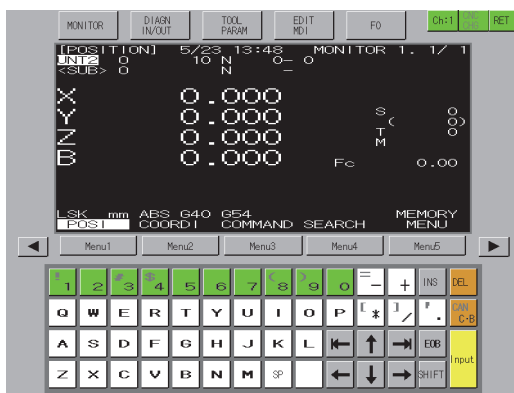 MONITOR DIAGN IN/OUT TOOL PARAM EDIT MDI F0 Ch:1 CNC CHG RET
[POSITION] 5/23 13:48 MONITOR 1. 1/ 1
UNT2 O 10 N 0- 0
<SUB> O N -
X 0.000
Y 0.000 S 0
( 0)
Z 0.000 T 0
M
B 0.000 Fc 0.00
LSK mm ABS G40 G54 MEMORY
POSI COORDI COMMAND SEARCH MENU
Menu1 Menu2 Menu3 Menu4 Menu5
! 1 2 # 3 $ 4 5 6 7 ( 8 ) 9 0 = - + INS DEL
Q W E R T Y U I O P [ * ] / ' . CAN C-B
A S D F G H J K L EOB Input
Z X C V B N M SP SHIFT